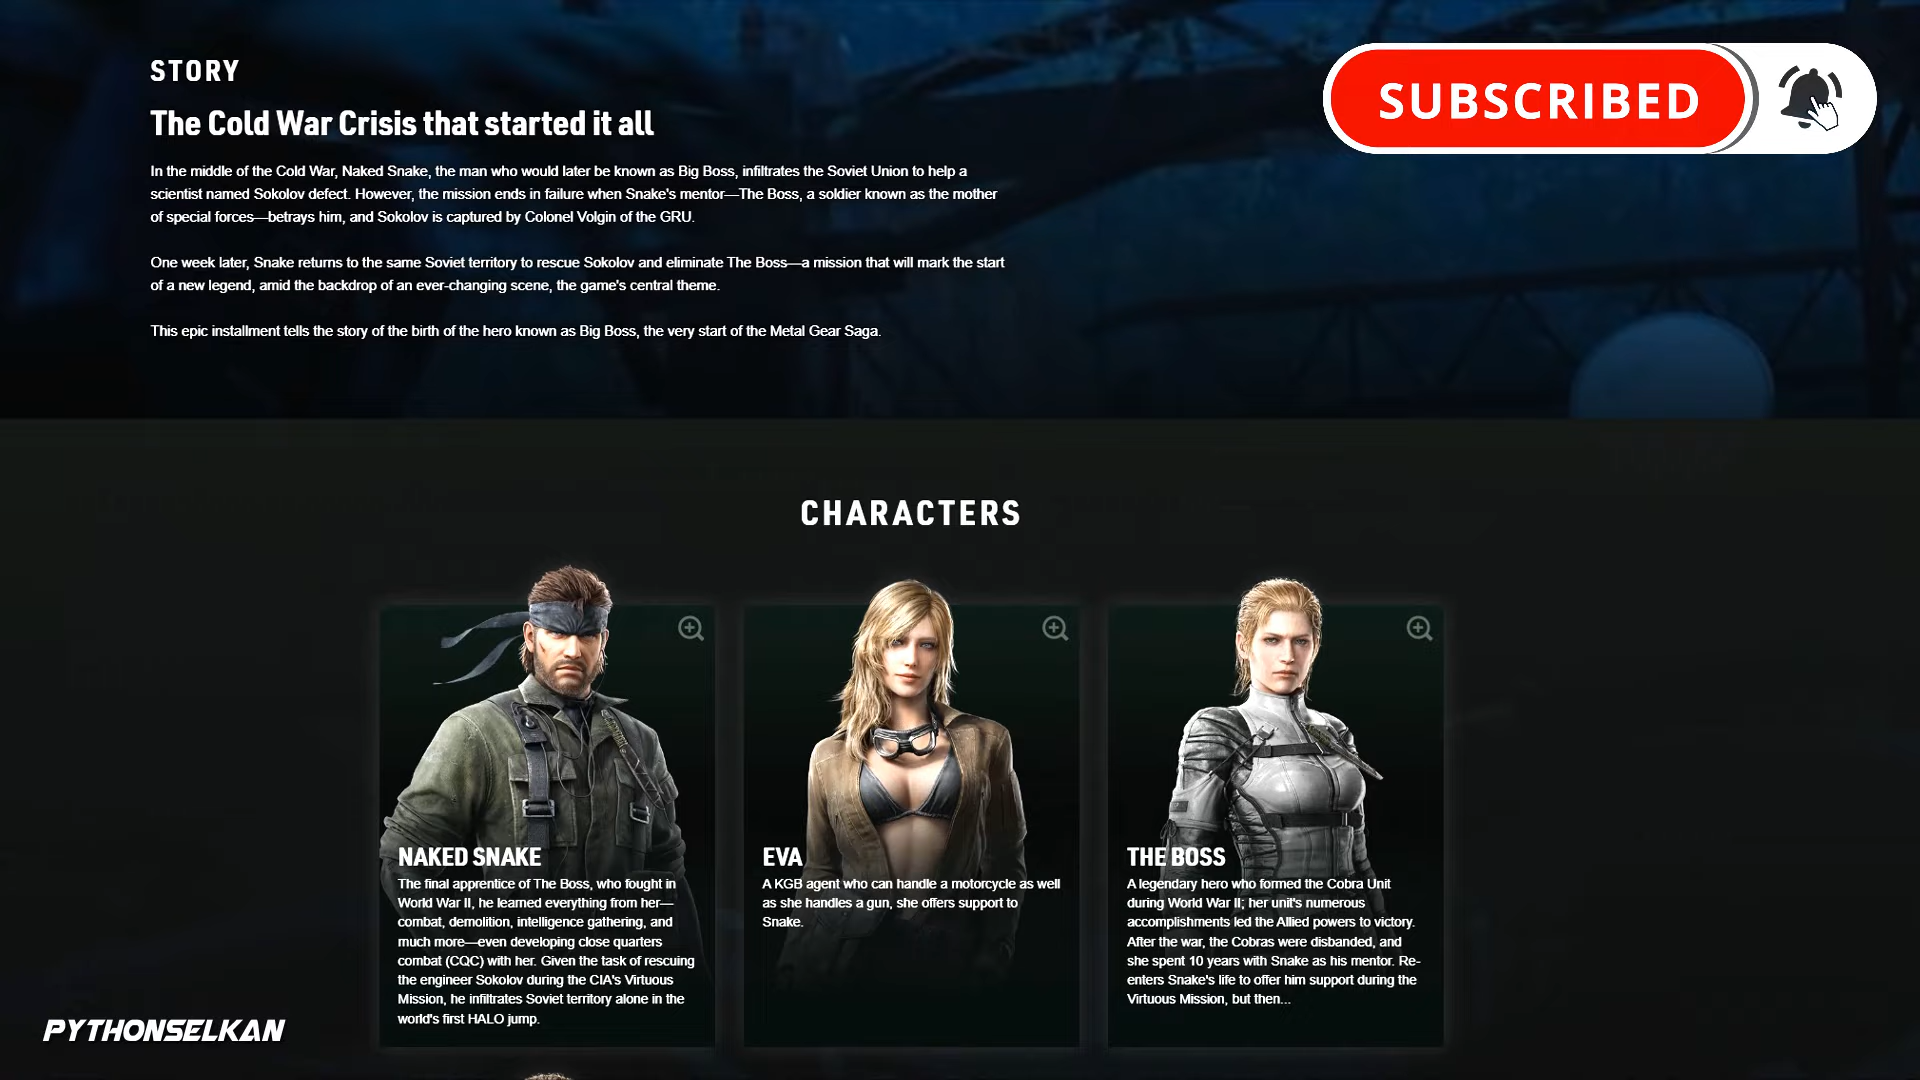 STORY
SUBSCRIBED
The Cold War Crisis that started it all
In the middle of the Cold War, Naked Snake, the man who would later be known as Big Boss, infiltrates the Soviet Union to help a
scientist named Sokolov defect. However, the mission ends in failure when Snake's mentor—The Boss, a soldier known as the mother
of special forces—betrays him, and Sokolov is captured by Colonel Volgin of the GRU.
One week later, Snake returns to the same Soviet territory to rescue Sokolov and eliminate The Boss—a mission that will mark the start
of a new legend, amid the backdrop of an ever-changing scene, the game's central theme.
This epic installment tells the story of the birth of the hero known as Big Boss, the very start of the Metal Gear Saga.
CHARACTERS
NAKED SNAKE
The final apprentice of The Boss, who fought in
World War II, he learned everything from her—
combat, demolition, intelligence gathering, and
much more—even developing close quarters
combat (CQC) with her. Given the task of rescuing
the engineer Sokolov during the CIA's Virtuous
Mission, he infiltrates Soviet territory alone in the
world's first HALO jump.
EVA
A KGB agent who can handle a motorcycle as well
as she handles a gun, she offers support to
Snake.
THE BOSS
A legendary hero who formed the Cobra Unit
during World War II; her unit's numerous
accomplishments led the Allied powers to victory.
After the war, the Cobras were disbanded, and
she spent 10 years with Snake as his mentor. Re-
enters Snake's life to offer him support during the
Virtuous Mission, but then...
PYTHONSELKAN